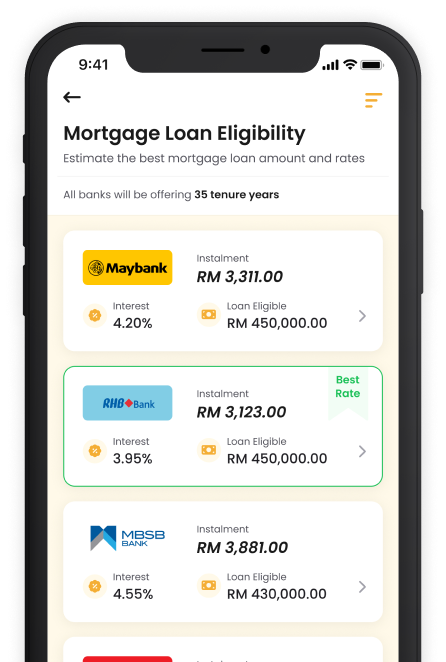 9:41
Mortgage Loan Eligibility
Estimate the best mortgage loan amount and rates
All banks will be offering 35 tenure years
Maybank
Instalment
RM 3,311.00
Interest
4.20%
Loan Eligible
RM 450,000.00
Best
Rate
RHB Bank
Instalment
RM 3,123.00
Interest
3.95%
Loan Eligible
RM 450,000.00
MBSB
BANK
Instalment
RM 3,881.00
Interest
4.55%
Loan Eligible
RM 430,000.00